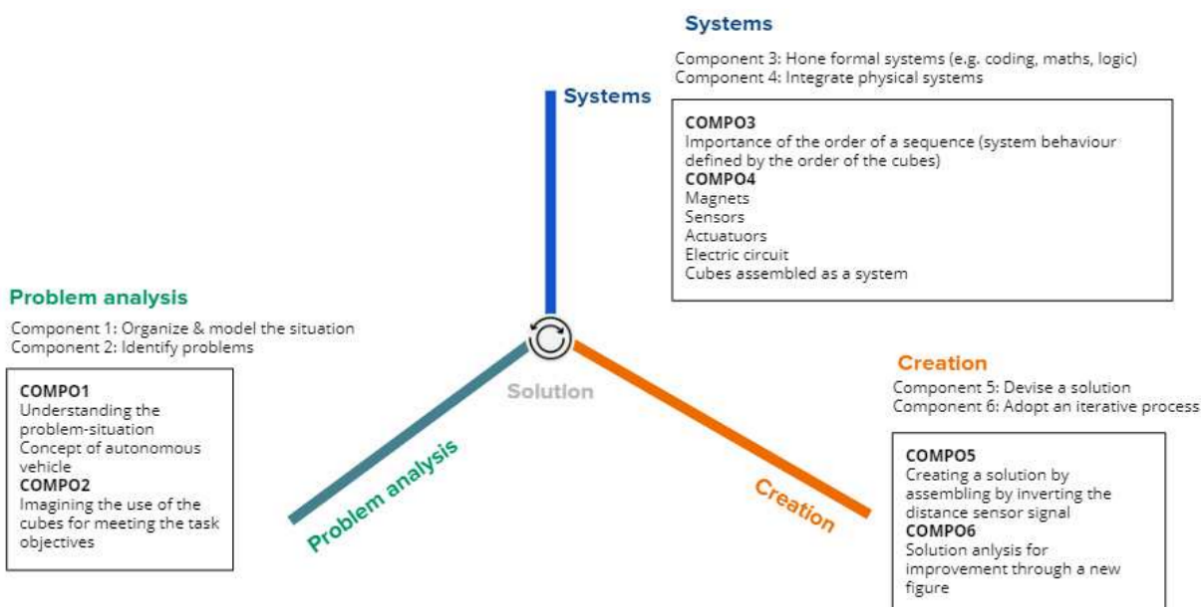 Systems
Component 3: Hone formal systems (e.g. coding, maths, logic)
Component 4: Integrate physical systems
Systems
COMPO3
Importance of the order of a sequence (system behaviour
defined by the order of the cubes)
COMPO4
Magnets
Sensors
Actuatuors
Electric circuit
Cubes assembled as a system
Problem analysis
Component 1: Organize & model the situation
Component 2: Identify problems
COMPO1
Understanding the
problem-situation
Concept of autonomous
vehicle
COMPO2
Imagining the use of the
cubes for meeting the task
objectives
Problem analysis
Solution
Creation
Creation
Component 5: Devise a solution
Component 6: Adopt an iterative process
COMPO5
Creating a solution by
assembling by inverting the
distance sensor signal
COMPO6
Solution anlysis for
improvement through a new
figure